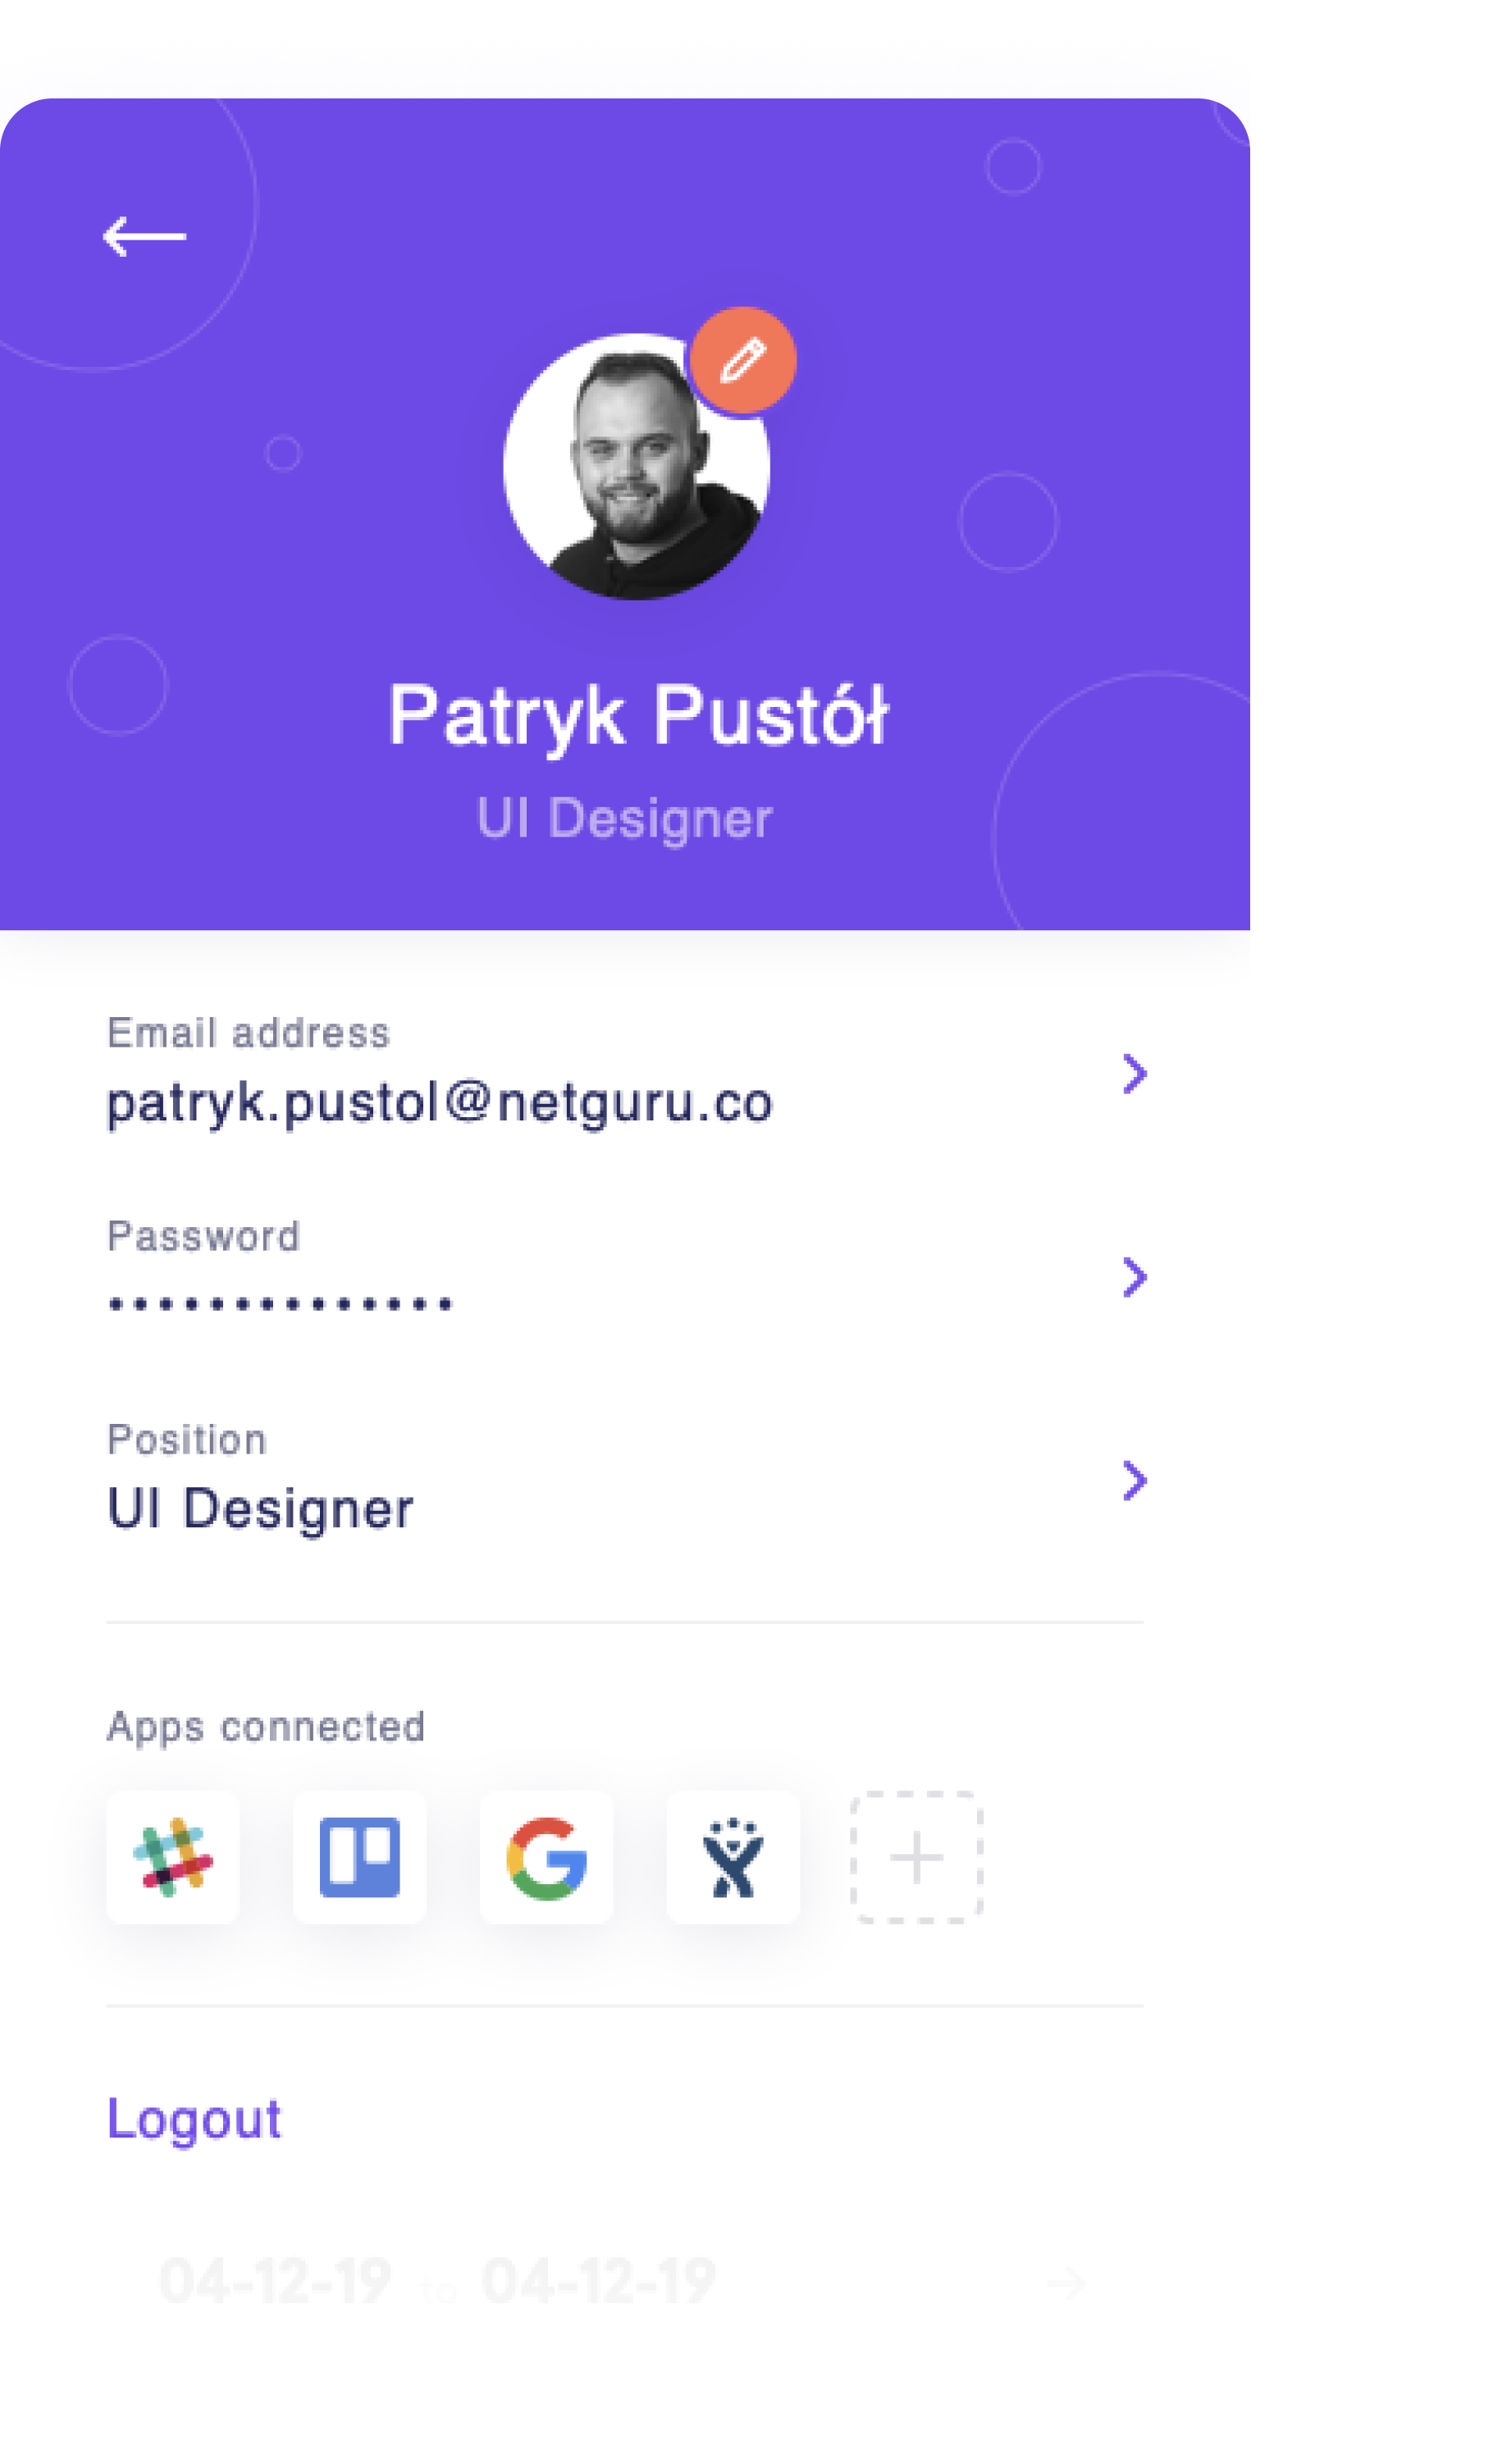 Patryk Pustół
UI Designer
Email address
patryk.pustol@netguru.co
Password
••••••••••••••
Position
UI Designer
Apps connected
Logout
04-12-19 to 04-12-19